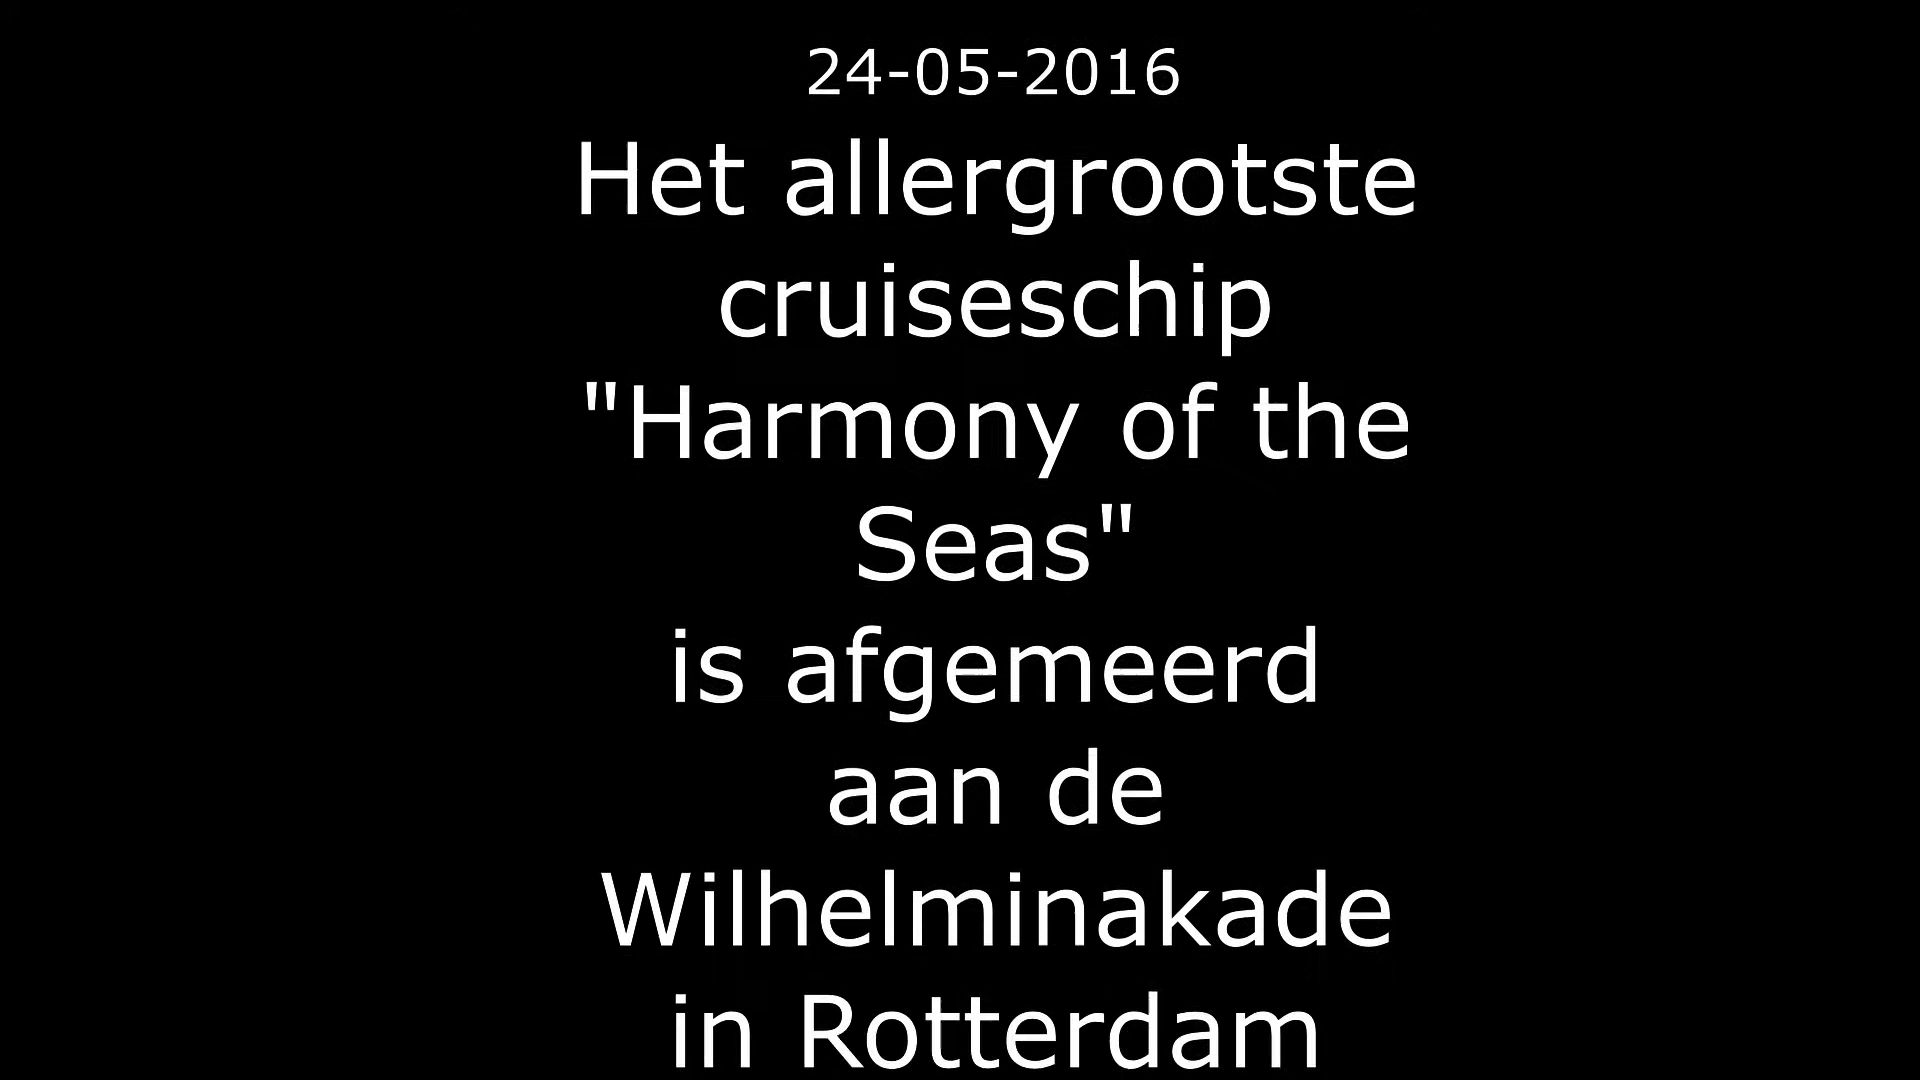 24-05-2016
Het allergrootste
cruiseschip
"Harmony of the
Seas"
is afgemeerd
aan de
Wilhelminakade
in Rotterdam